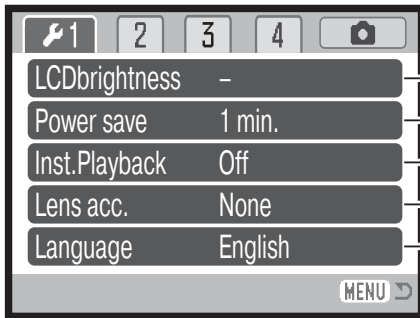 1 2 3 4
LCDbrightness –
Power save 1 min.
Inst.Playback Off
Lens acc. None
Language English
MENU